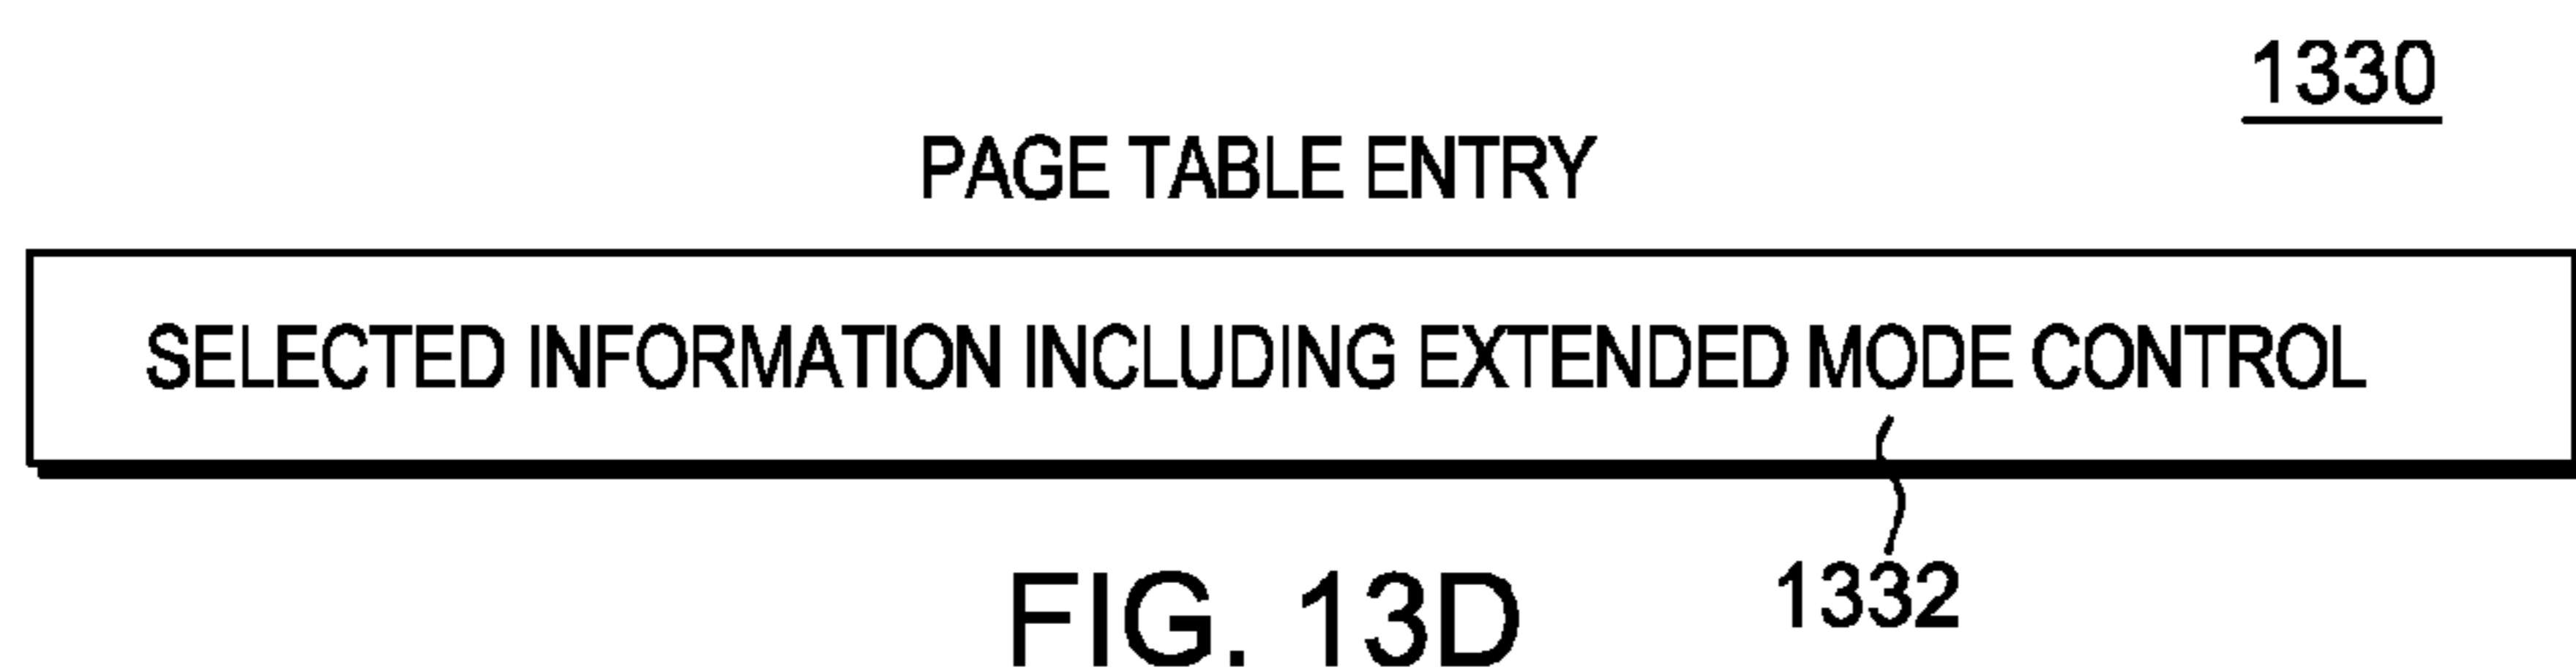 1330
PAGE TABLE ENTRY
SELECTED INFORMATION INCLUDING EXTENDED MODE CONTROL
1332
FIG. 13D